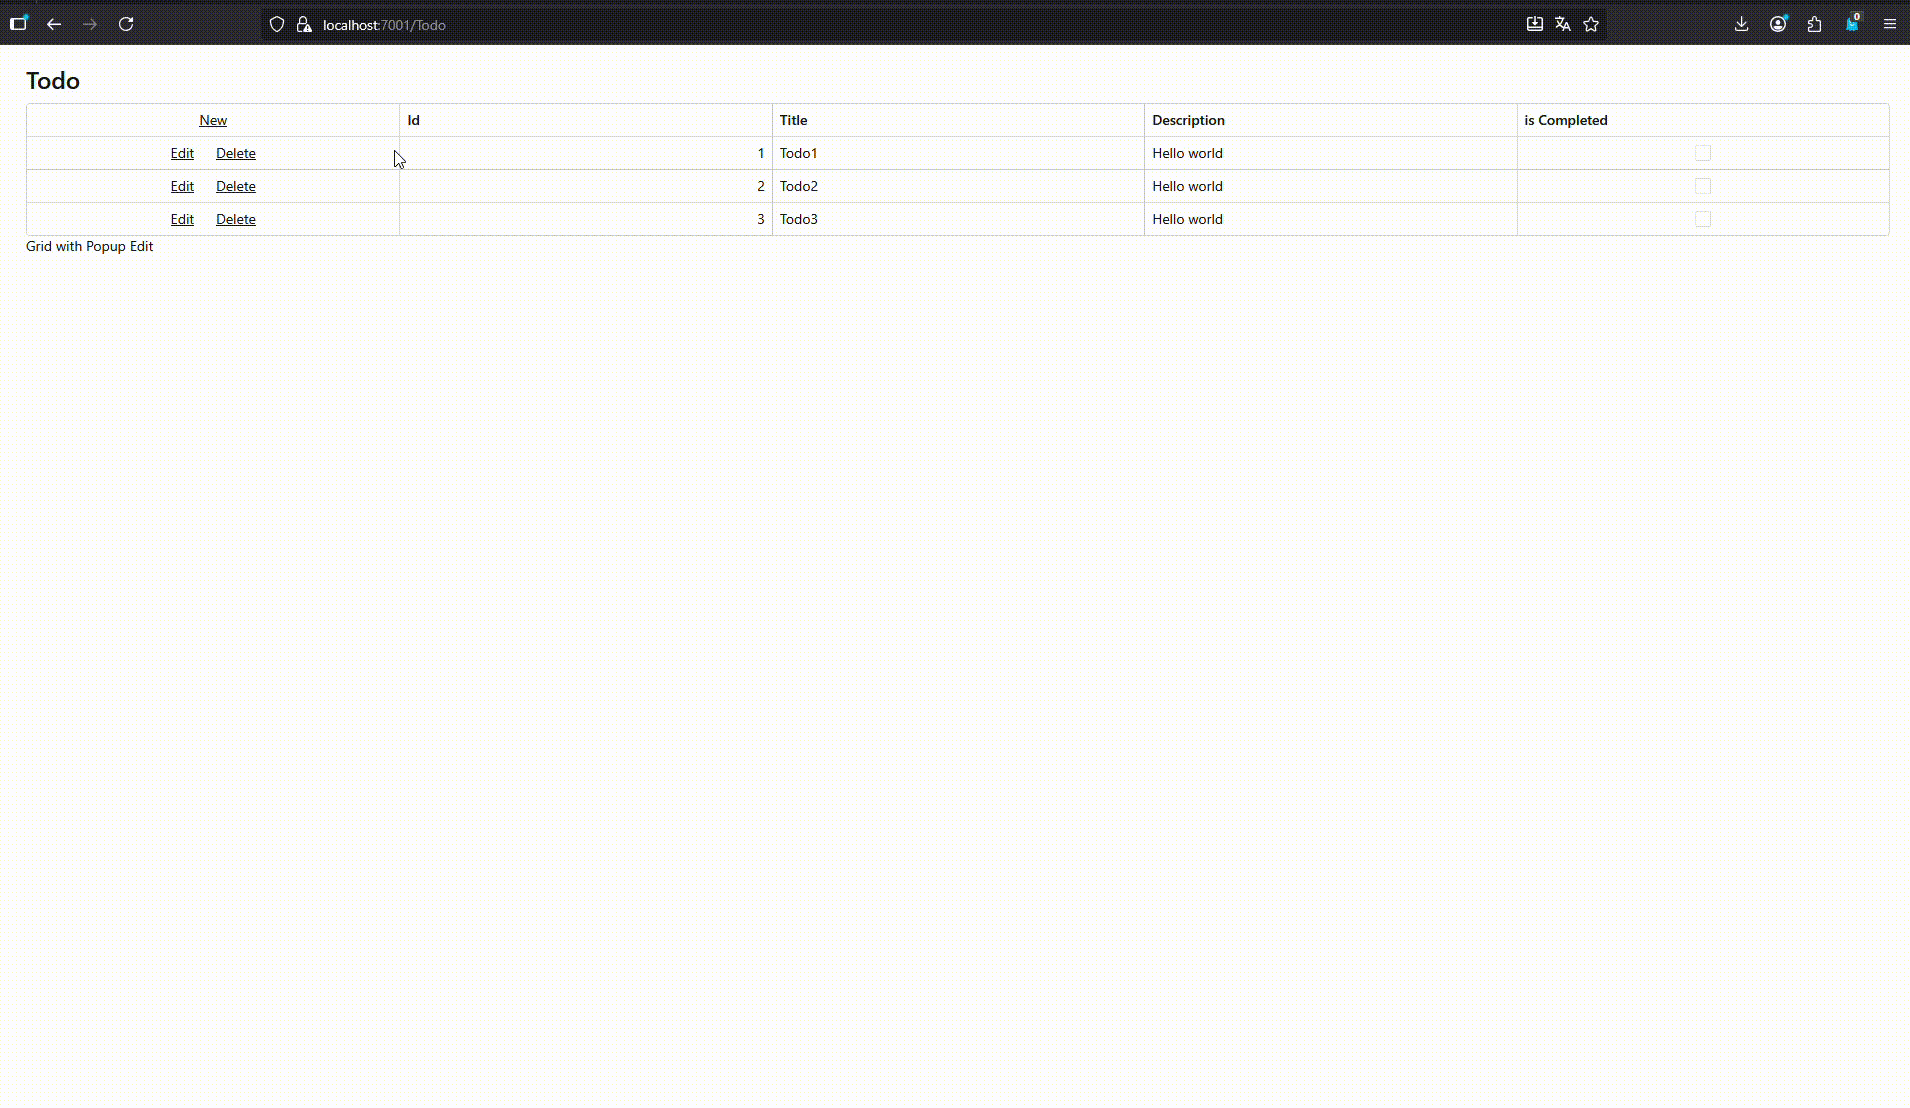 localhost:7001/Todo
0
Todo
New Id Title Description is Completed
Edit Delete 1 Todo1 Hello world
Edit Delete 2 Todo2 Hello world
Edit Delete 3 Todo3 Hello world
Grid with Popup Edit